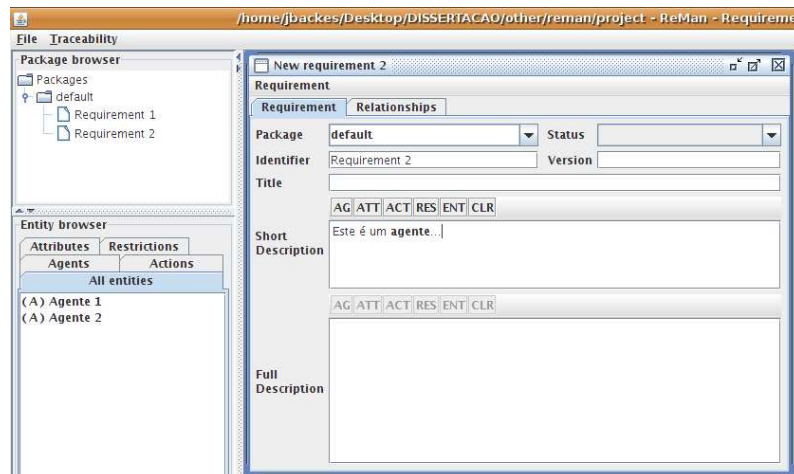 /home/jbackes/Desktop/DISSERTACAO/other/reman/project - ReMan - Requireme
File Traceability
Package browser
Packages
default
Requirement 1
Requirement 2
Entity browser
Attributes Restrictions
Agents Actions
All entities
(A) Agente 1
(A) Agente 2
New requirement 2
Requirement
Requirement Relationships
Package default Status
Identifier Requirement 2 Version
Title
AG ATT ACT RES ENT CLR
Short Description
Este é um agente...
AG ATT ACT RES ENT CLR
Full
Description